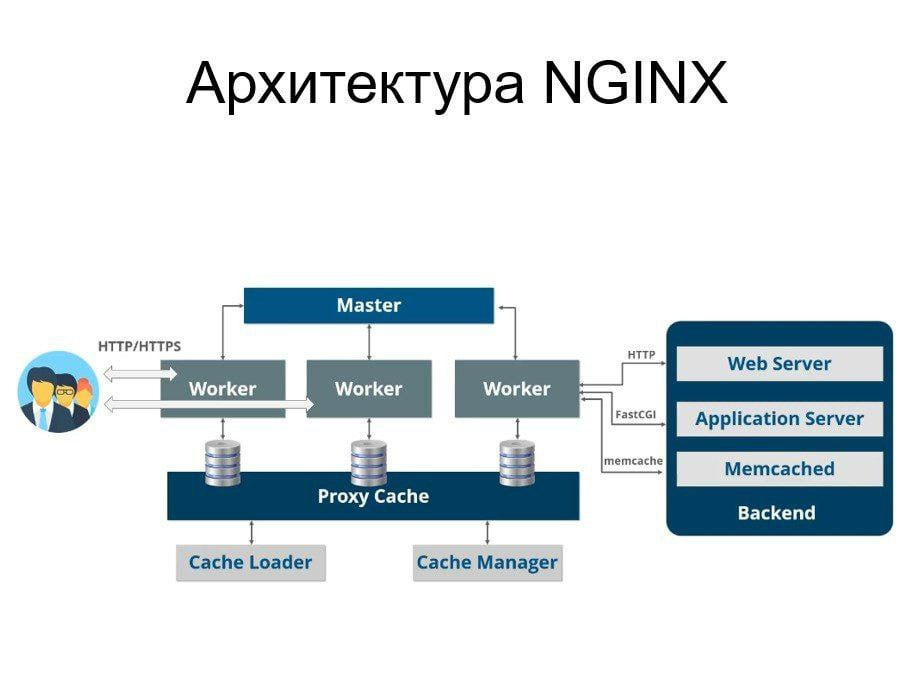 Архитектура NGINX
Master
HTTP/HTTPS
Worker
Worker
Worker
HTTP
FastCGI
memcache
Web Server
Application Server
Memcached
Backend
Proxy Cache
Cache Loader
Cache Manager